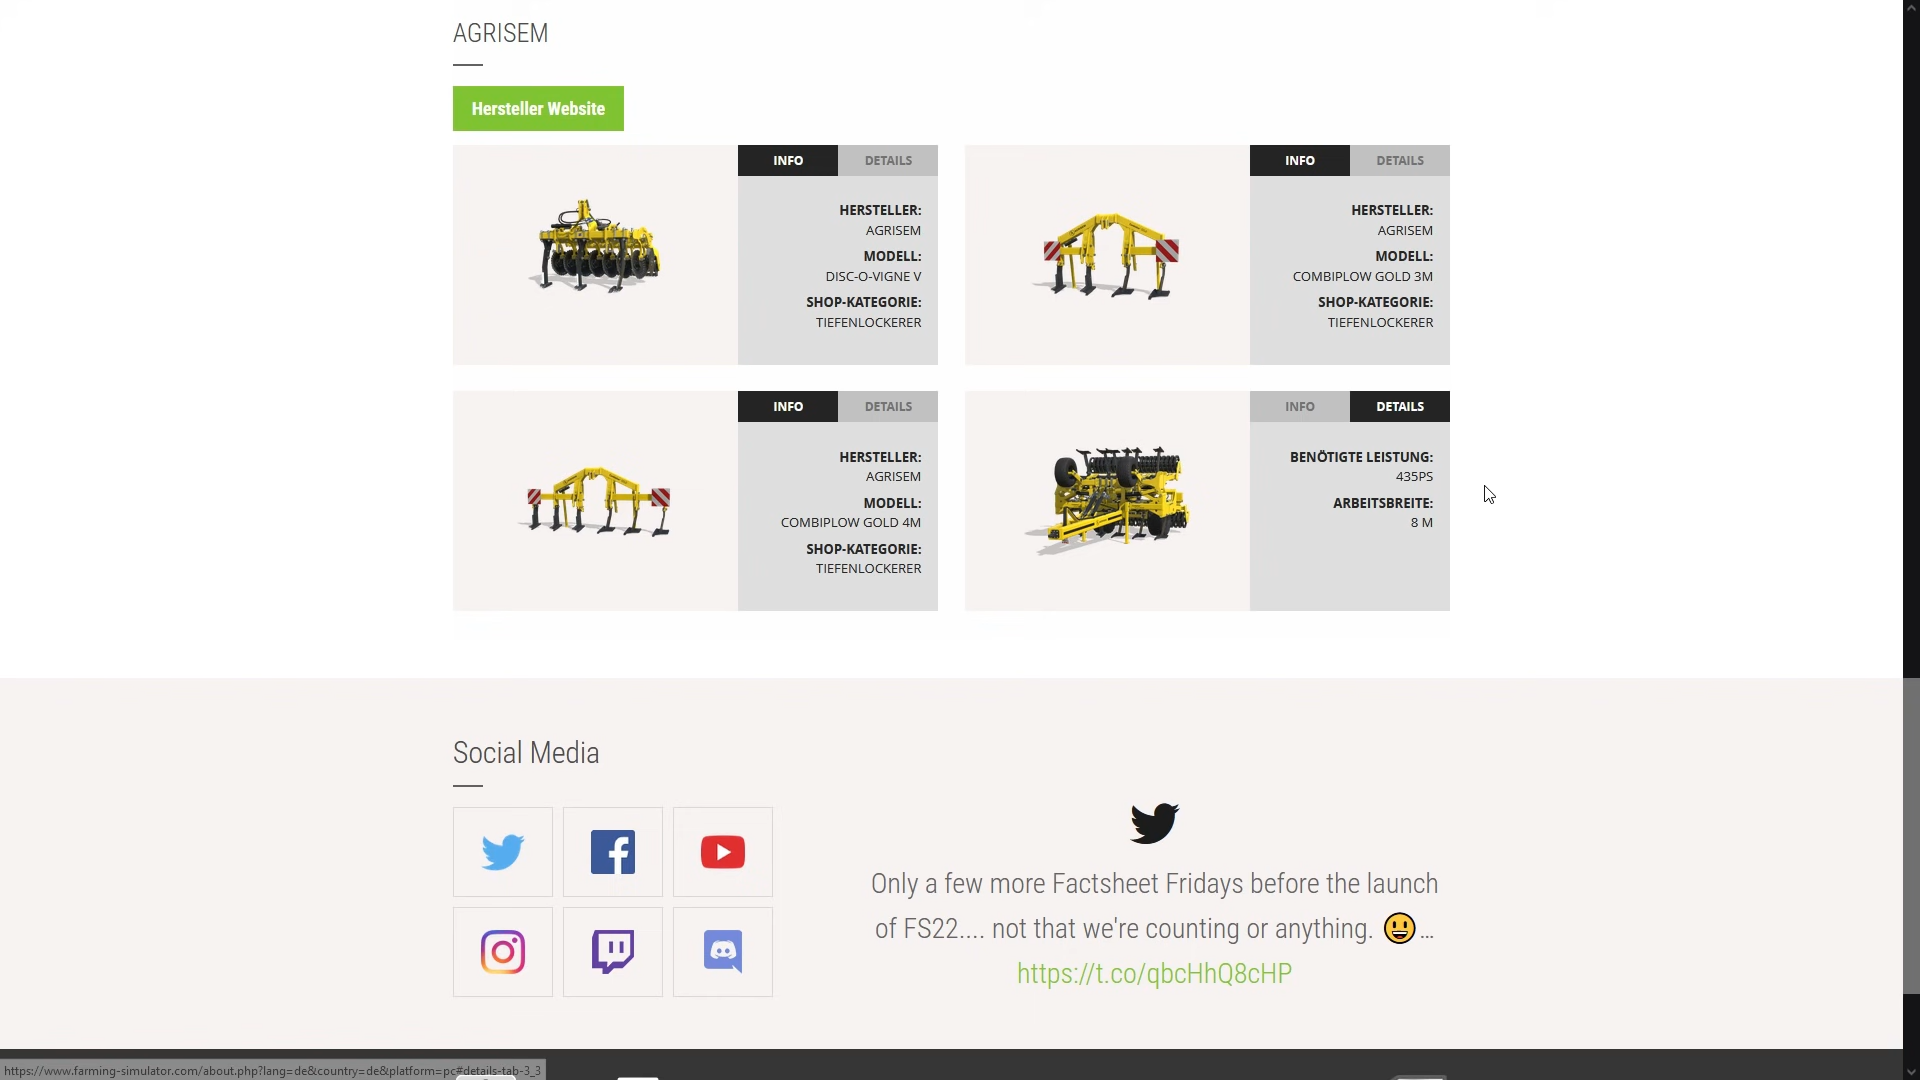 AGRISEM
Hersteller Website
INFO
DETAILS
HERSTELLER:
AGRISEM
MODELL:
DISC-O-VIGNE V
SHOP-KATEGORIE:
TIEFENLOCKERER
INFO
DETAILS
HERSTELLER:
AGRISEM
MODELL:
COMBIPLOW GOLD 3M
SHOP-KATEGORIE:
TIEFENLOCKERER
INFO
DETAILS
HERSTELLER:
AGRISEM
MODELL:
COMBIPLOW GOLD 4M
SHOP-KATEGORIE:
TIEFENLOCKERER
INFO
DETAILS
BENÖTIGTE LEISTUNG:
435PS
ARBEITSBREITE:
8 M
Social Media
Only a few more Factsheet Fridays before the launch
of FS22.... not that we're counting or anything. 😃...
https://t.co/qbcHhQ8cHP
https://www.farming-simulator.com/about.php?lang=de&country=de&platform=pc#details-tab-3_3